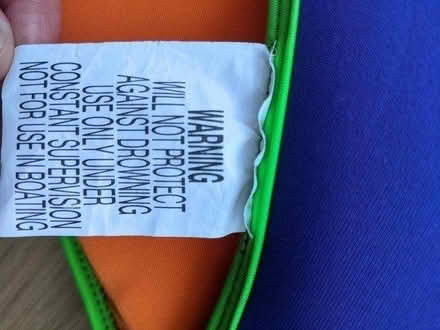 WARNING
WILL NOT PROTECT
AGAINST DROWNING
USE ONLY UNDER
CONSTANT SUPERVISION
NOT FOR USE IN BOATING